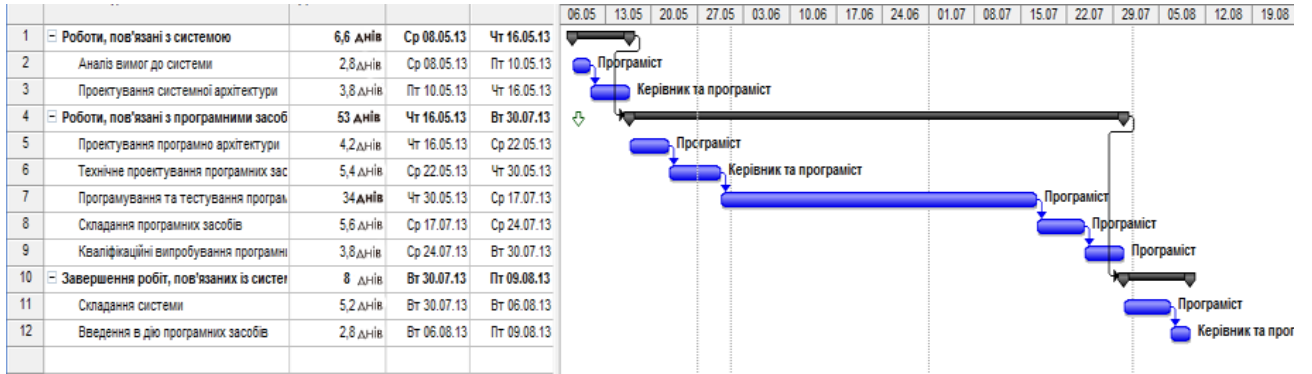 06.05 13.05 20.05 27.05 03.06 10.06 17.06 24.06 01.07 08.07 15.07 22.07 29.07 05.08 12.08 19.08
1 Роботи, пов'язані з системою 6,6 днів Ср 08.05.13 Чт 16.05.13
2 Аналіз вимог до системи 2,8 днів Ср 08.05.13 Пт 10.05.13 Програміст
3 Проектування системної архітектури 3,8 днів Пт 10.05.13 Чт 16.05.13 Керівник та програміст
4 Роботи, пов'язані з програмними засоб 53 днів Чт 16.05.13 Вт 30.07.13
5 Проектування програмно архітектури 4,2 днів Чт 16.05.13 Ср 22.05.13 Програміст
6 Технічне проектування програмних зас 5,4 днів Ср 22.05.13 Чт 30.05.13 Керівник та програміст
7 Програмування та тестування програм 34 днів Чт 30.05.13 Ср 17.07.13 Програміст
8 Складання програмних засобів 5,6 днів Ср 17.07.13 Ср 24.07.13 Програміст
9 Кваліфікаційні випробування програмн 3,8 днів Ср 24.07.13 Вт 30.07.13 Програміст
10 Завершення робіт, пов'язаних із систем 8 днів Вт 30.07.13 Пт 09.08.13
11 Складання системи 5,2 днів Вт 30.07.13 Вт 06.08.13 Програміст
12 Введення в дію програмних засобів 2,8 днів Вт 06.08.13 Пт 09.08.13 Керівник та прог